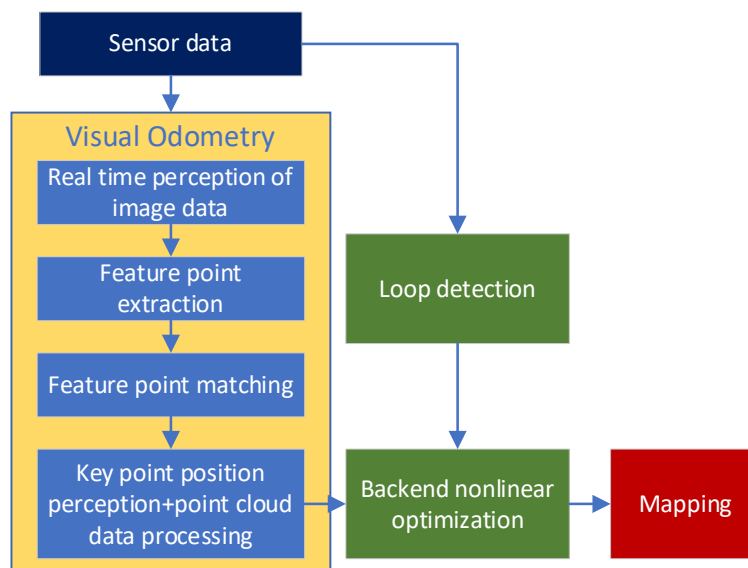 Sensor data
Visual Odometry
Real time perception of
image data
Feature point
extraction
Feature point matching
Key point position
perception+point cloud
data processing
Loop detection
Backend nonlinear
optimization
Mapping